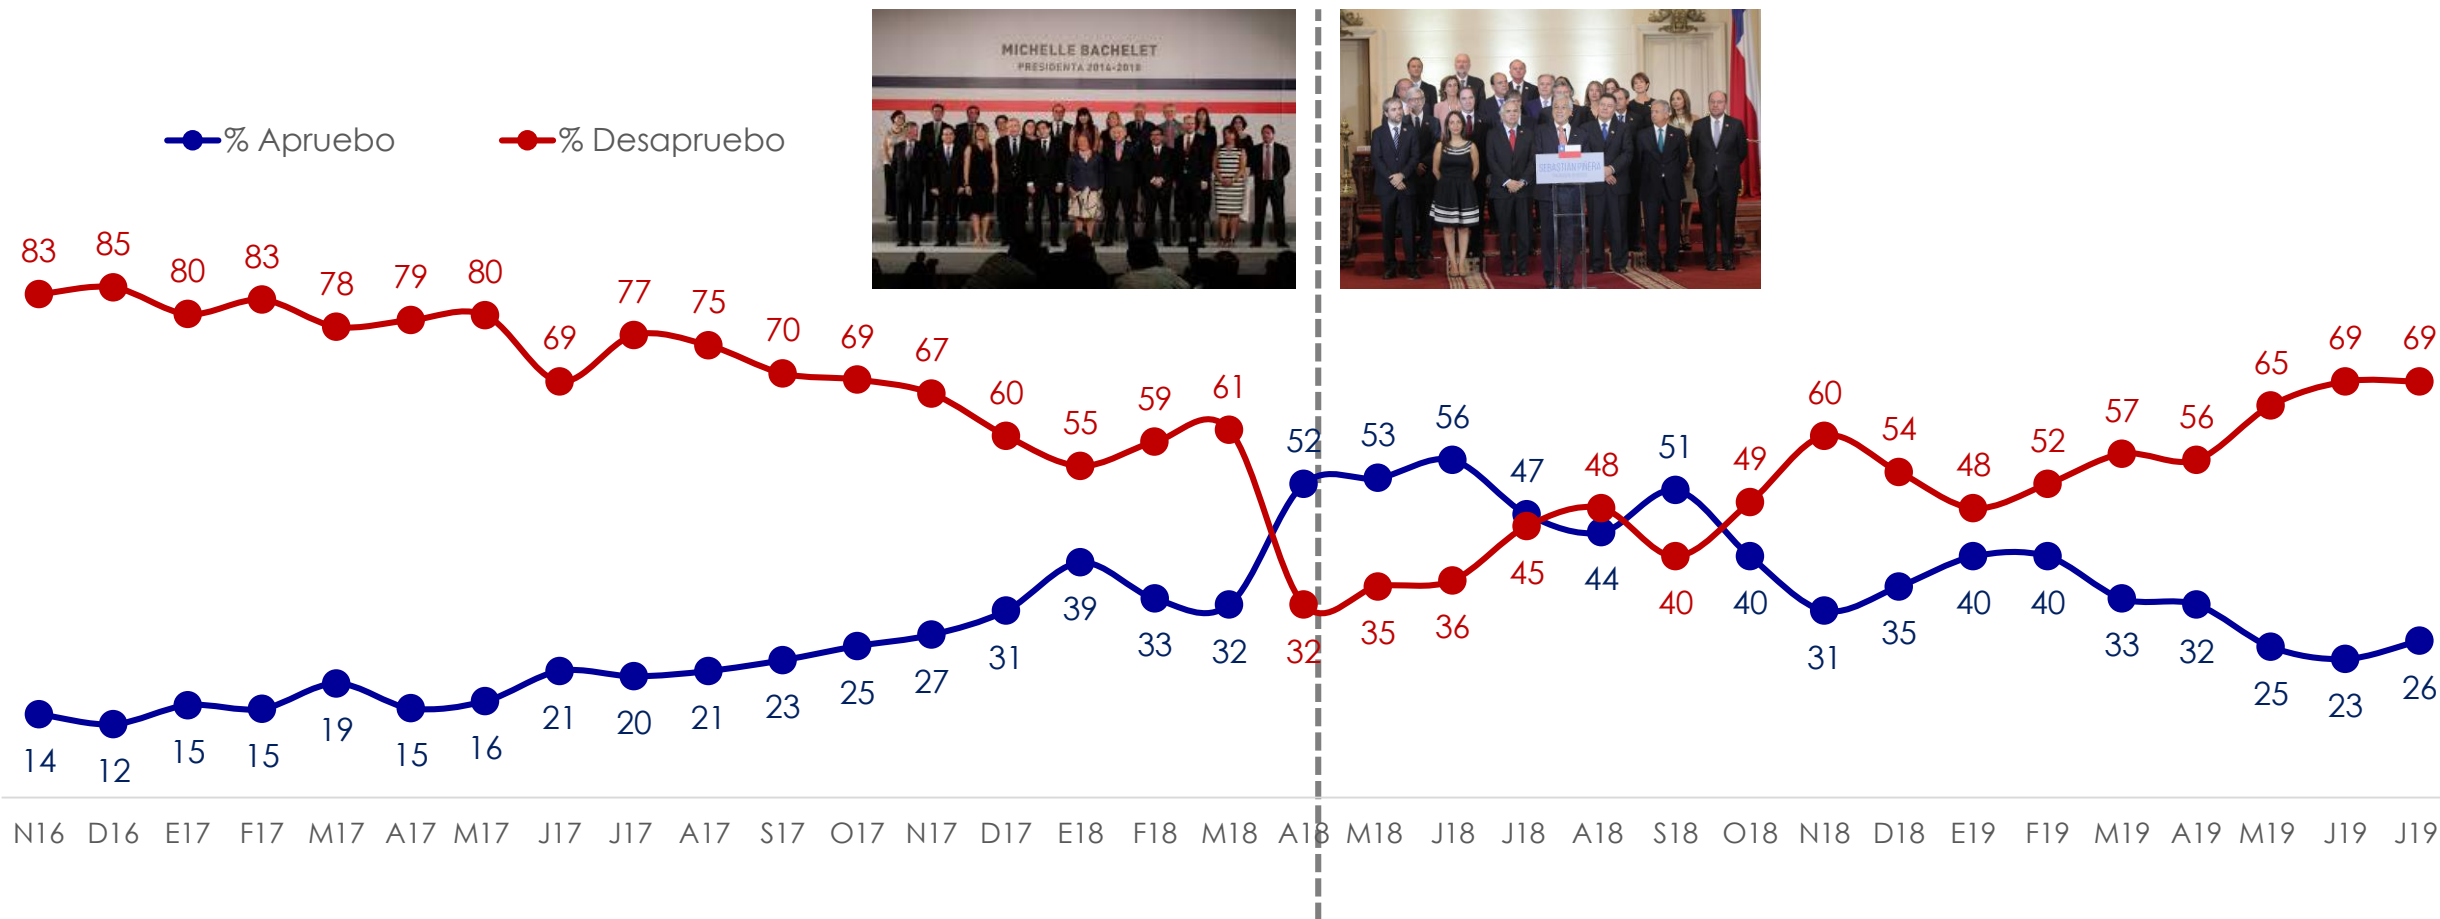 MICHELLE BACHELET
PRESIDENTA 2014-2018
SEBASTIÁN PIÑERA
% Apruebo % Desapruebo
83 85 80 83 78 79 80 69 77 75 70 69 67 60 55 59 61 32 35 36 45 48 40 49 60 54 48 52 57 56 65 69 69
14 12 15 15 19 15 16 21 20 21 23 25 27 31 39 33 32 52 53 56 47 44 51 40 31 35 40 40 33 32 25 23 26
N16 D16 E17 F17 M17 A17 M17 J17 J17 A17 S17 O17 N17 D17 E18 F18 M18 A18 M18 J18 J18 A18 S18 O18 N18 D18 E19 F19 M19 A19 M19 J19 J19